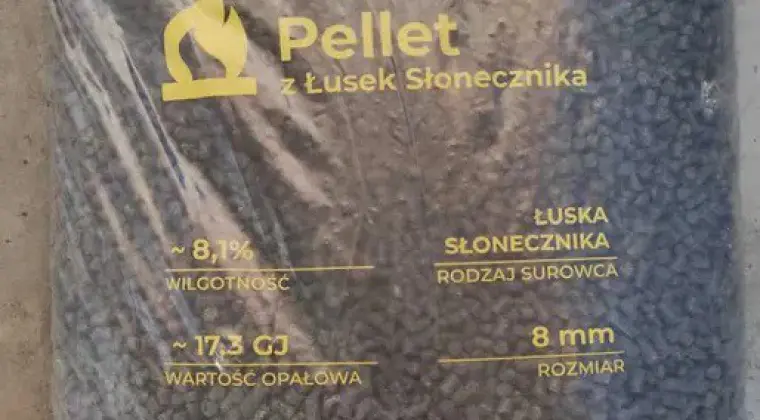 Pellet
z Łusek Słonecznika
~ 8,1%
WILGOTNOŚĆ
ŁUSKA
SŁONECZNIKA
RODZAJ SUROWCA
~ 17.3 GJ
WARTOŚĆ OPAŁOWA
8 mm
ROZMIAR